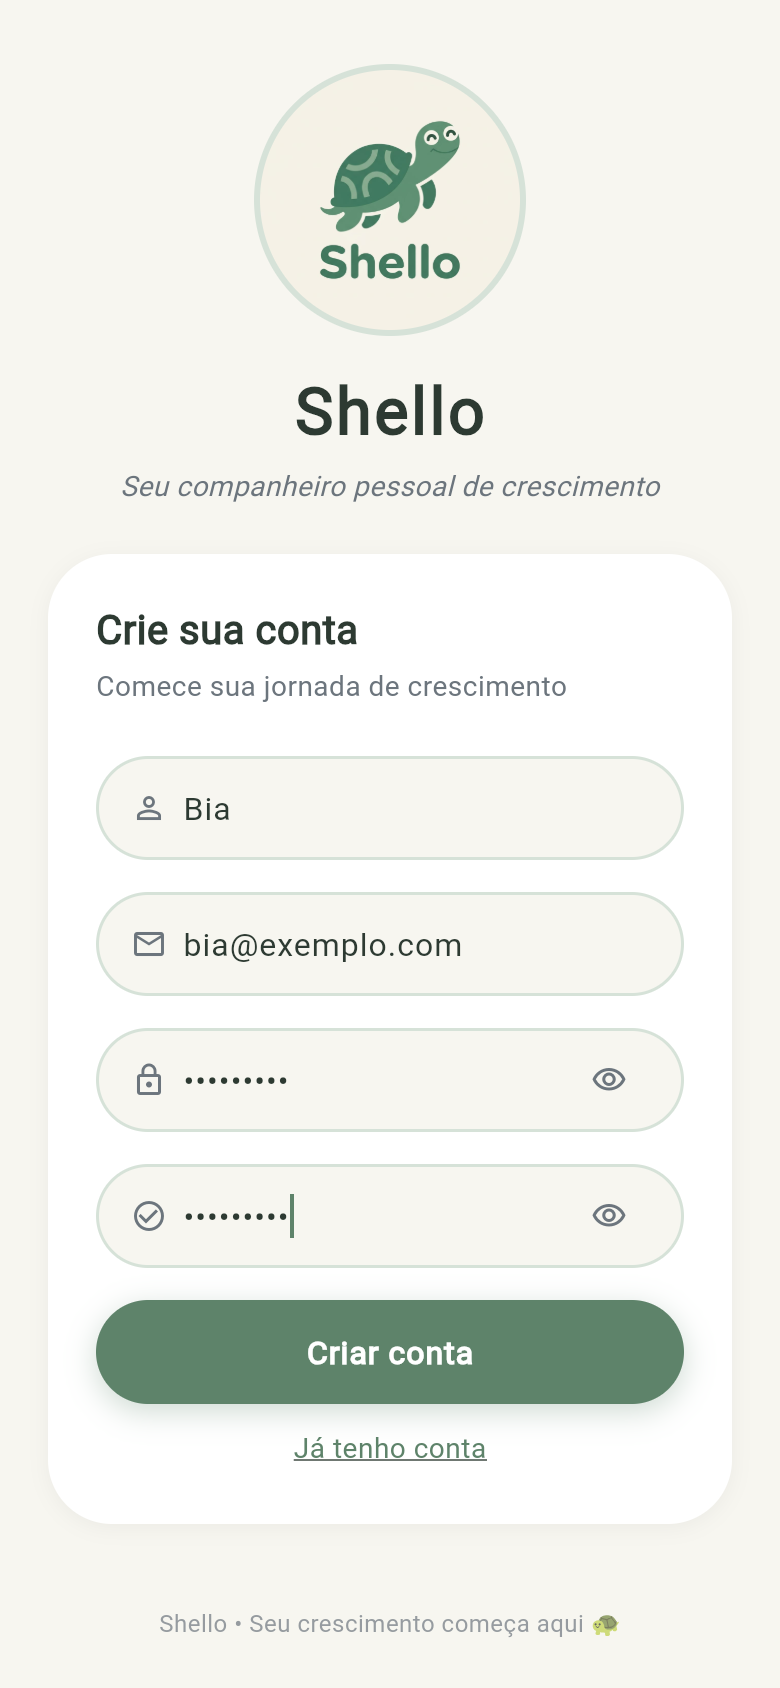 Shello
Shello
Seu companheiro pessoal de crescimento
Crie sua conta
Comece sua jornada de crescimento
Bia
bia@exemplo.com
•••••••••
•••••••••
Criar conta
Já tenho conta
Shello • Seu crescimento começa aqui 🐢